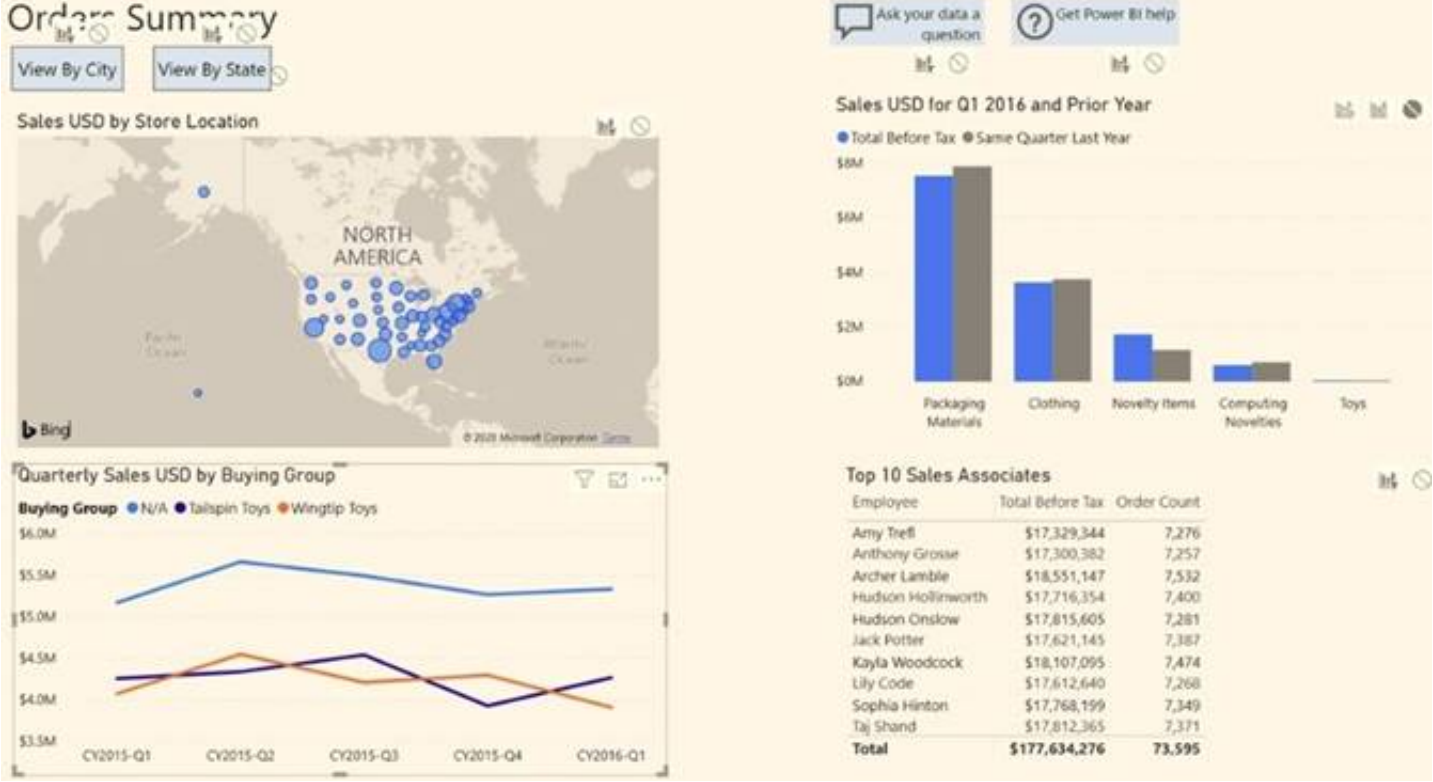 Orders Summary
View By City
View By State
Ask your data a
question
Get Power BI help
Sales USD by Store Location
NORTH
AMERICA
Pacific
Ocean
Atlantic
Ocean
Bing
© 2020 Microsoft Corporation Terms
Sales USD for Q1 2016 and Prior Year
Total Before Tax Same Quarter Last Year
$8M
$6M
$4M
$2M
$0M
Packaging
Materials
Clothing
Novelty Items
Computing
Novelties
Toys
Quarterly Sales USD by Buying Group
Buying Group N/A Tailspin Toys Wingtip Toys
$6.0M
$5.5M
$5.0M
$4.5M
$4.0M
$3.5M
CY2015-Q1 CY2015-Q2 CY2015-Q3 CY2015-Q4 CY2016-Q1
Top 10 Sales Associates
Employee Total Before Tax Order Count
Amy Trefl $17,329,344 7,276
Anthony Grosse $17,300,382 7,257
Archer Lamble $18,551,147 7,532
Hudson Hollinworth $17,716,354 7,400
Hudson Onslow $17,815,605 7,281
Jack Potter $17,621,145 7,387
Kayla Woodcock $18,107,095 7,474
Lily Code $17,612,640 7,268
Sophia Hinton $17,768,199 7,349
Taj Shand $17,812,365 7,371
Total $177,634,276 73,595